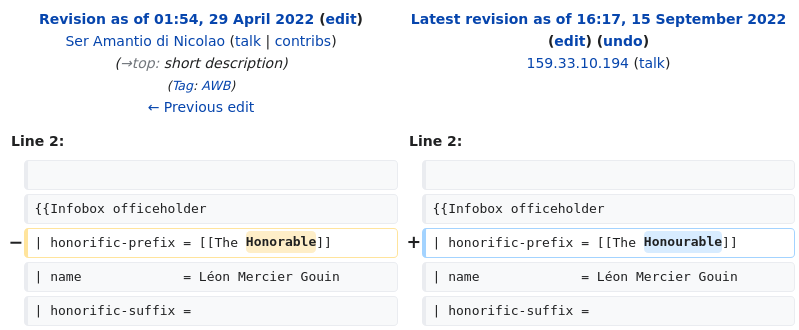 Revision as of 01:54, 29 April 2022 (edit)
Ser Amantio di Nicolao (talk | contribs)
(→top: short description)
(Tag: AWB)
← Previous edit
Latest revision as of 16:17, 15 September 2022
(edit) (undo)
159.33.10.194 (talk)
Line 2:
Line 2:
{{Infobox officeholder
{{Infobox officeholder
− | honorific-prefix = [[The Honorable]]
+ | honorific-prefix = [[The Honourable]]
| name             = Léon Mercier Gouin
| name             = Léon Mercier Gouin
| honorific-suffix =
| honorific-suffix =